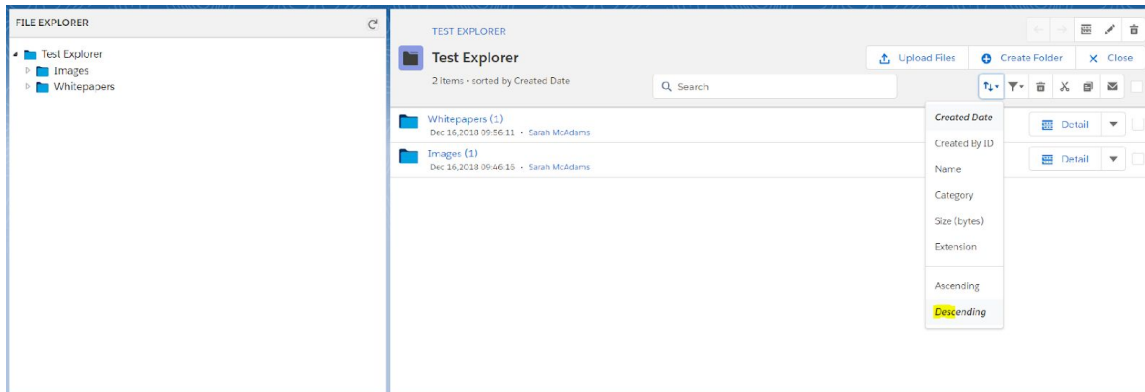 FILE EXPLORER
Test Explorer
Images
Whitepapers
TEST EXPLORER
Test Explorer
2 Items • sorted by Created Date
Upload Files
Create Folder
Close
Search
Whitepapers (1)
Dec 16,2018 09:56:11 • Sarah McAdams
Detail
Images (1)
Dec 16,2018 09:46:15 • Sarah McAdams
Detail
Created Date
Created By ID
Name
Category
Size (bytes)
Extension
Ascending
Descending